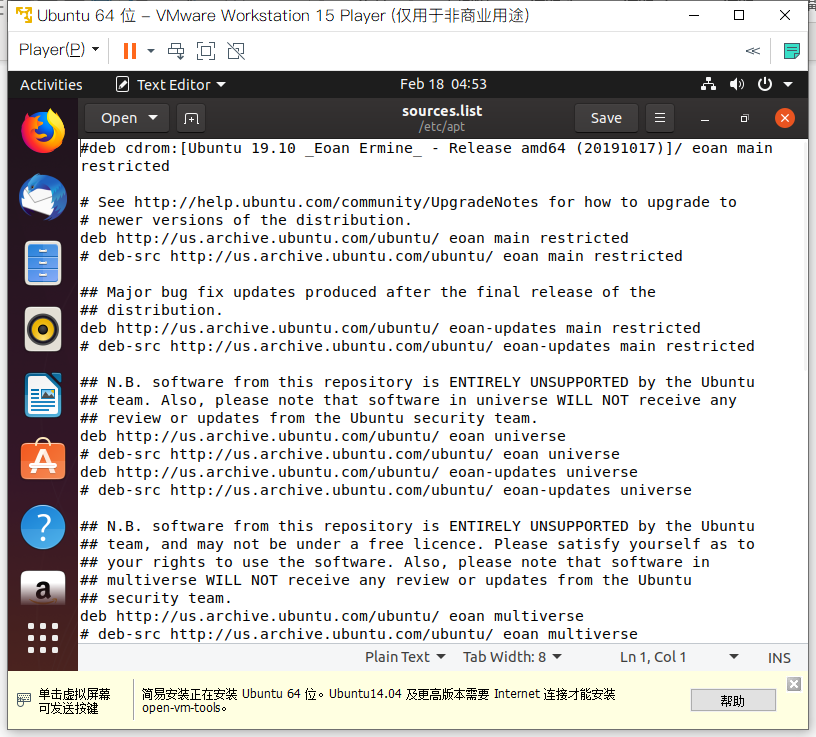 Ubuntu 64 位 - VMware Workstation 15 Player (仅用于非商业用途)
Player(P)
Activities
Text Editor
Feb 18 04:53
Open
sources.list
/etc/apt
Save
#deb cdrom:[Ubuntu 19.10 _Eoan Ermine_ - Release amd64 (20191017)]/ eoan main
restricted
# See http://help.ubuntu.com/community/UpgradeNotes for how to upgrade to
# newer versions of the distribution.
deb http://us.archive.ubuntu.com/ubuntu/ eoan main restricted
# deb-src http://us.archive.ubuntu.com/ubuntu/ eoan main restricted
## Major bug fix updates produced after the final release of the
## distribution.
deb http://us.archive.ubuntu.com/ubuntu/ eoan-updates main restricted
# deb-src http://us.archive.ubuntu.com/ubuntu/ eoan-updates main restricted
## N.B. software from this repository is ENTIRELY UNSUPPORTED by the Ubuntu
## team. Also, please note that software in universe WILL NOT receive any
## review or updates from the Ubuntu security team.
deb http://us.archive.ubuntu.com/ubuntu/ eoan universe
# deb-src http://us.archive.ubuntu.com/ubuntu/ eoan universe
deb http://us.archive.ubuntu.com/ubuntu/ eoan-updates universe
# deb-src http://us.archive.ubuntu.com/ubuntu/ eoan-updates universe
## N.B. software from this repository is ENTIRELY UNSUPPORTED by the Ubuntu
## team, and may not be under a free licence. Please satisfy yourself as to
## your rights to use the software. Also, please note that software in
## multiverse WILL NOT receive any review or updates from the Ubuntu
## security team.
deb http://us.archive.ubuntu.com/ubuntu/ eoan multiverse
# deb-src http://us.archive.ubuntu.com/ubuntu/ eoan multiverse
Plain Text
Tab Width: 8
Ln 1, Col 1
INS
单击虚拟屏幕
可发送按键
简易安装正在安装 Ubuntu 64 位。Ubuntu14.04 及更高版本需要 Internet 连接才能安装
open-vm-tools。
帮助